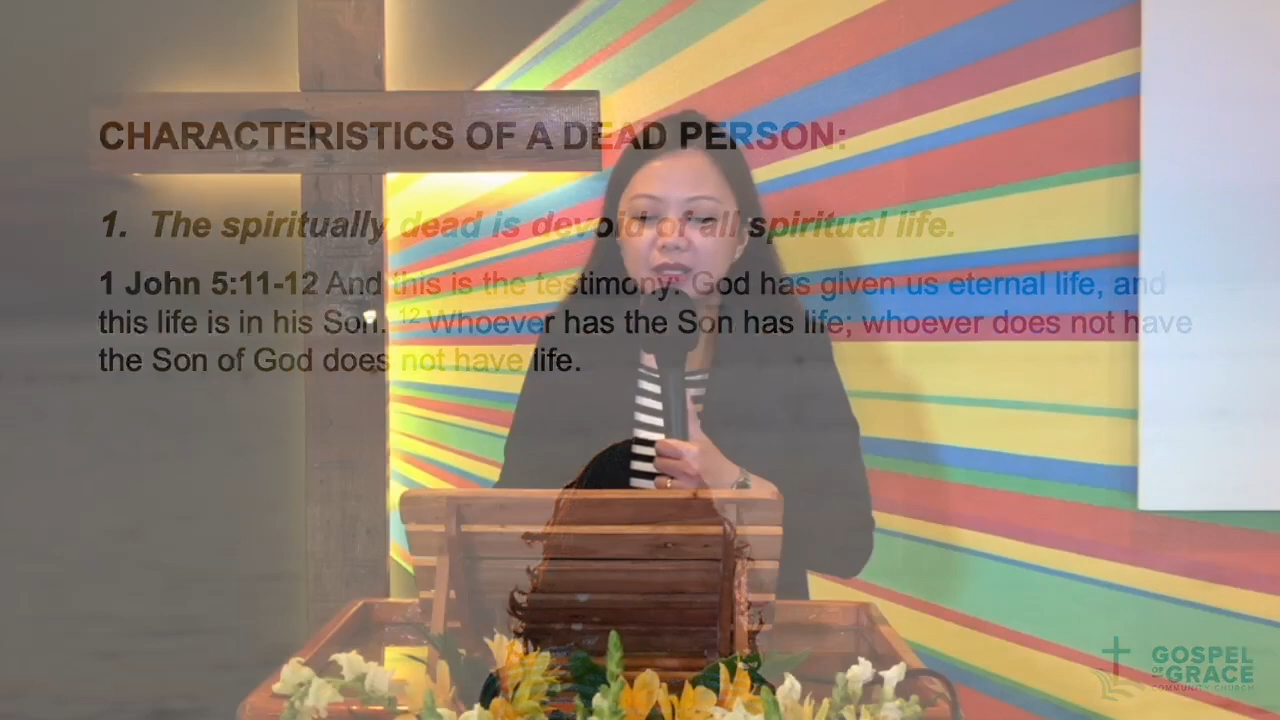 CHARACTERISTICS OF A DEAD PERSON:
1. The spiritually dead is devoid of all spiritual life.
1 John 5:11-12 And this is the testimony: God has given us eternal life, and
this life is in his Son. 12 Whoever has the Son has life; whoever does not have
the Son of God does not have life.
GOSPEL
OF GRACE
COMMUNITY CHURCH